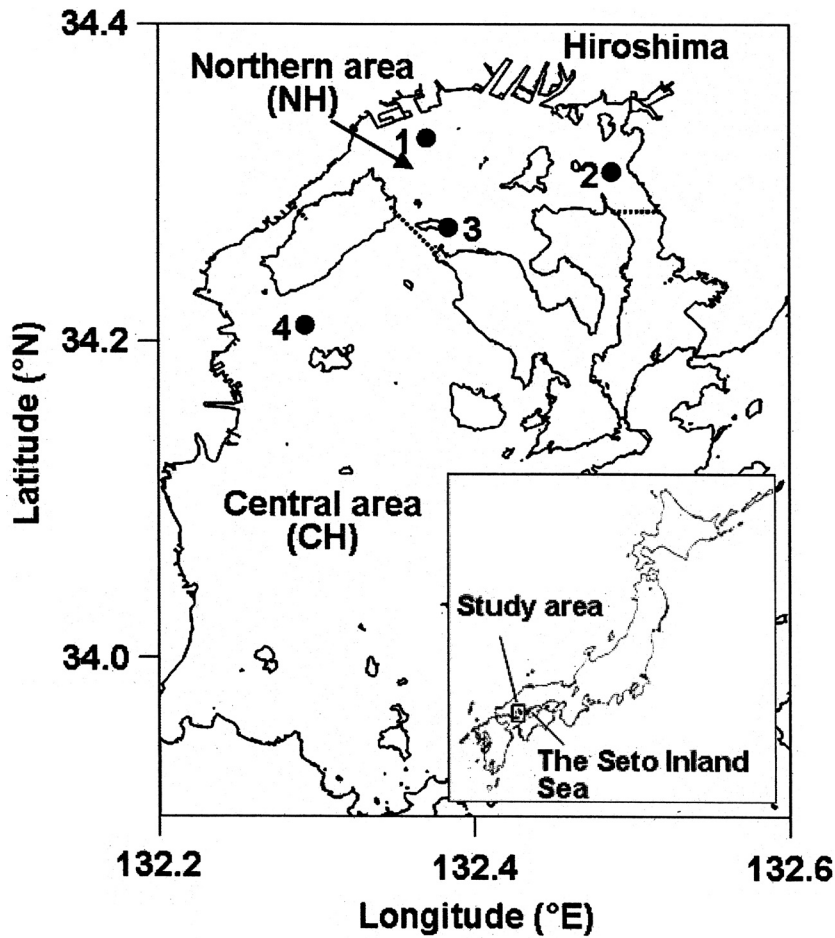 34.4
Hiroshima
Northern area
(NH)
1
2
3
4
34.2
Latitude (°N)
Central area
(CH)
Study area
34.0
The Seto Inland
Sea
132.2
132.4
132.6
Longitude (°E)